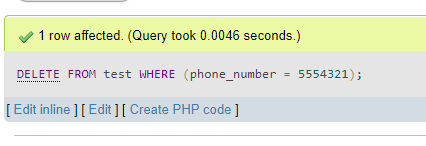 1 row affected. (Query took 0.0046 seconds.)
DELETE FROM test WHERE (phone_number = 5554321);
[ Edit inline ] [ Edit ] [ Create PHP code ]